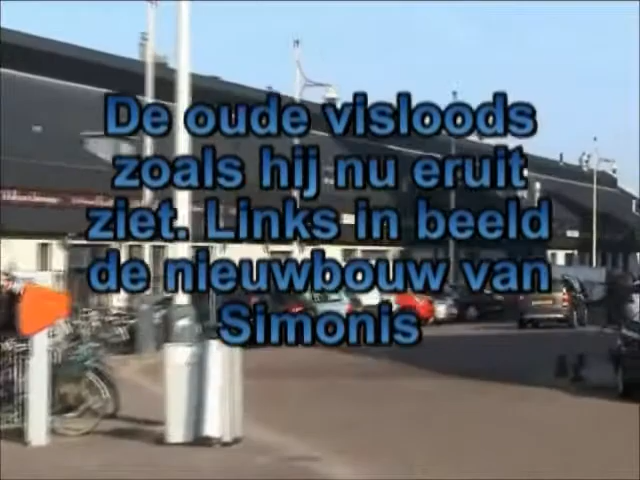 De oude visloods
zoals hij nu eruit
ziet. Links in beeld
de nieuwbouw van
Simonis